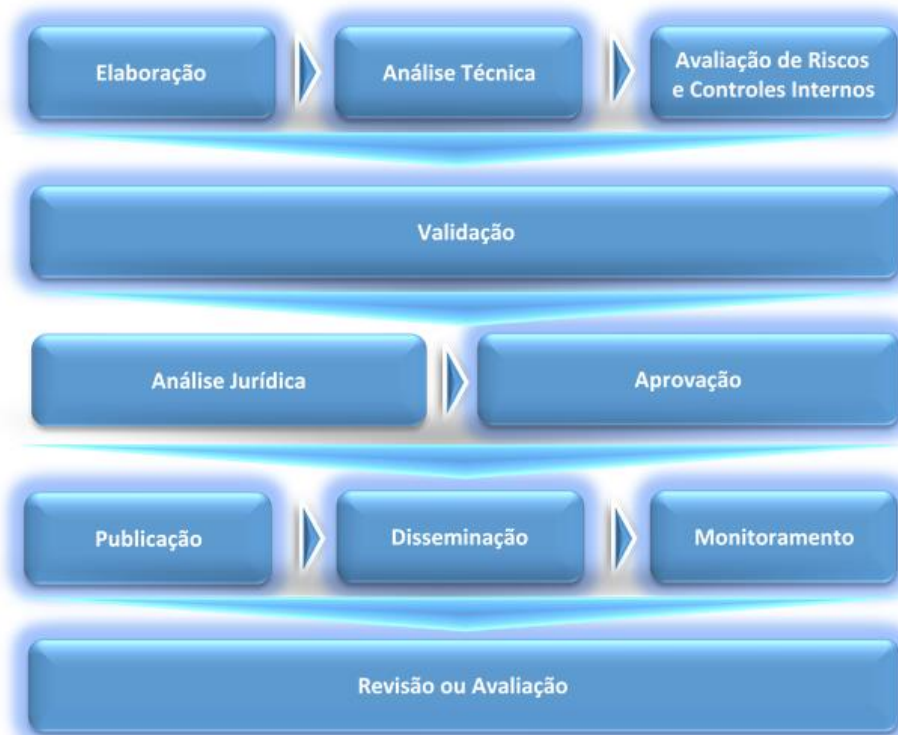 Elaboração
Análise Técnica
Avaliação de Riscos
e Controles Internos
Validação
Análise Jurídica
Aprovação
Publicação
Disseminação
Monitoramento
Revisão ou Avaliação